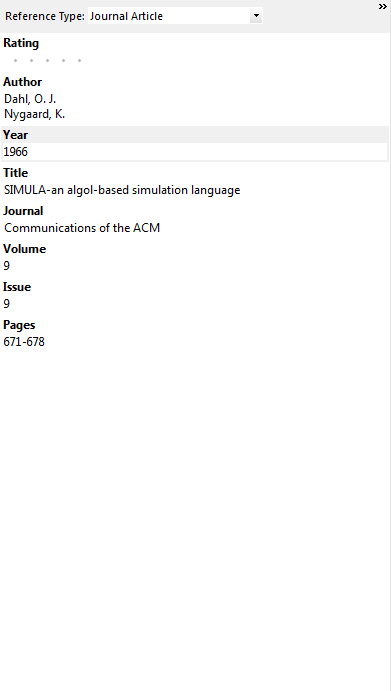 Reference Type: Journal Article
Rating
Author
Dahl, O. J.
Nygaard, K.
Year
1966
Title
SIMULA-an algol-based simulation language
Journal
Communications of the ACM
Volume
9
Issue
9
Pages
671-678